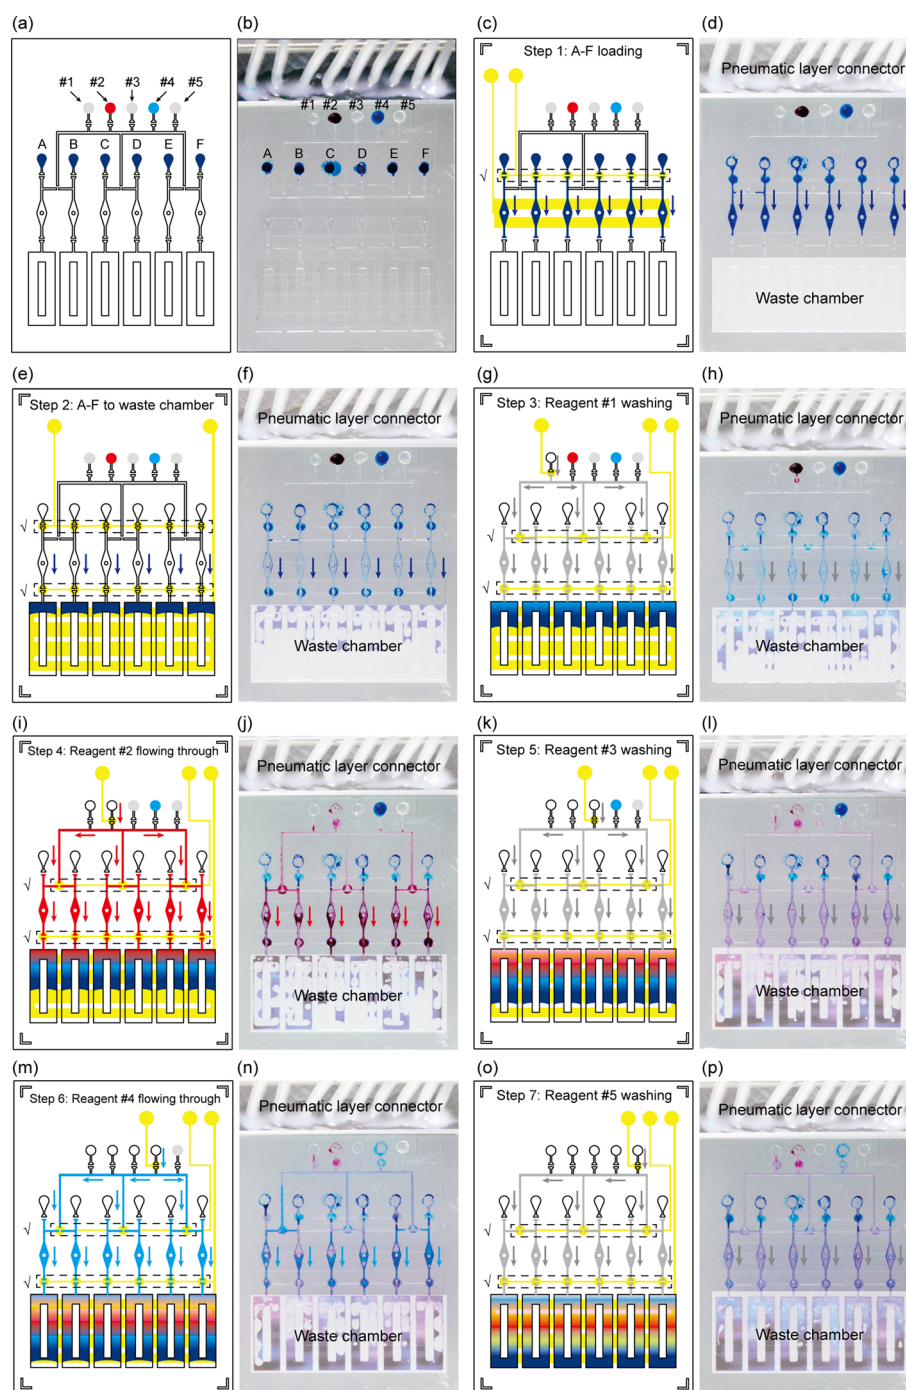 (a)
#1 #2 #3 #4 #5
A B C D E F
(b)
#1 #2 #3 #4 #5
A B C D E F
(c)
Step 1: A-F loading
√
(d)
Pneumatic layer connector
Waste chamber
(e)
Step 2: A-F to waste chamber
√
√
(f)
Pneumatic layer connector
Waste chamber
(g)
Step 3: Reagent #1 washing
√
√
(h)
Pneumatic layer connector
Waste chamber
(i)
Step 4: Reagent #2 flowing through
√
√
(j)
Pneumatic layer connector
Waste chamber
(k)
Step 5: Reagent #3 washing
√
√
(l)
Pneumatic layer connector
Waste chamber
(m)
Step 6: Reagent #4 flowing through
√
√
(n)
Pneumatic layer connector
Waste chamber
(o)
Step 7: Reagent #5 washing
√
√
(p)
Pneumatic layer connector
Waste chamber